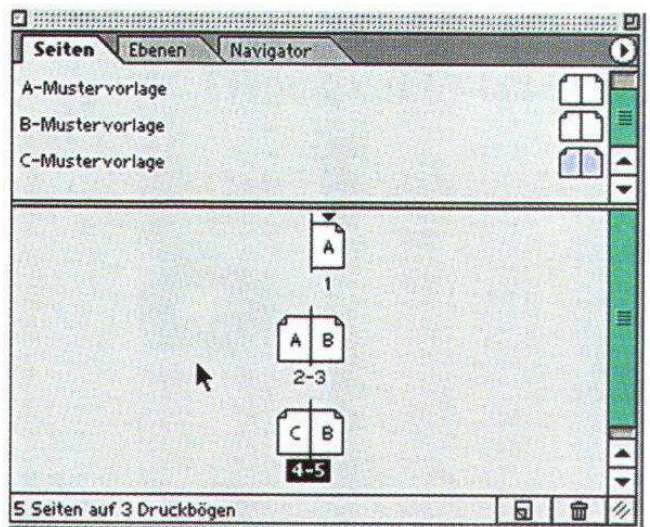 Seiten Ebenen Navigator
A-Mustervorlage
B-Mustervorlage
C-Mustervorlage
A
1
A B
2-3
C B
4-5
5 Seiten auf 3 Druckbögen